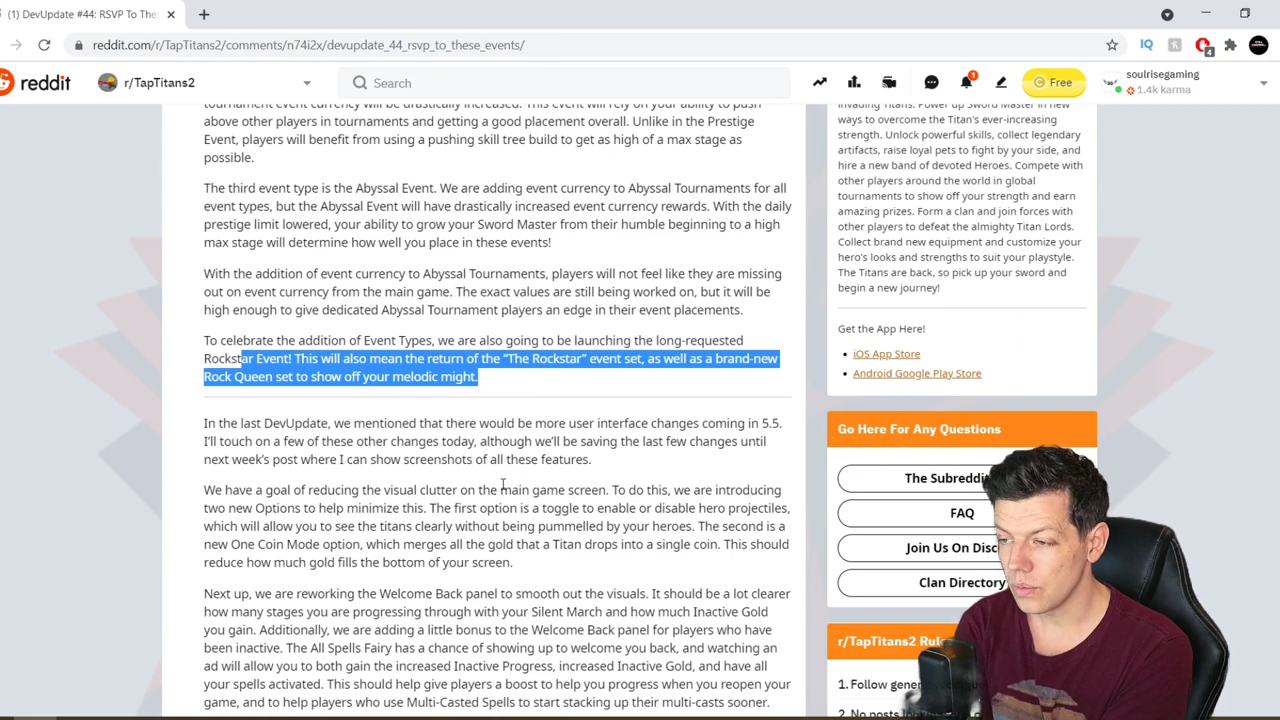 (1) DevUpdate #44: RSVP To The
reddit.com/r/TapTitans2/comments/n74i2x/devupdate_44_rsvp_to_these_events/
IQ
4
reddit
r/TapTitans2
Search
1
Free
soulrisegaming
1.4k karma
tournament event currency will be drastically increased. This event will rely on your ability to push
above other players in tournaments and getting a good placement overall. Unlike in the Prestige
Event, players will benefit from using a pushing skill tree build to get as high of a max stage as
possible.
The third event type is the Abyssal Event. We are adding event currency to Abyssal Tournaments for all
event types, but the Abyssal Event will have drastically increased event currency rewards. With the daily
prestige limit lowered, your ability to grow your Sword Master from their humble beginning to a high
max stage will determine how well you place in these events!
With the addition of event currency to Abyssal Tournaments, players will not feel like they are missing
out on event currency from the main game. The exact values are still being worked on, but it will be
high enough to give dedicated Abyssal Tournament players an edge in their event placements.
To celebrate the addition of Event Types, we are also going to be launching the long-requested
Rockstar Event! This will also mean the return of the “The Rockstar” event set, as well as a brand-new
Rock Queen set to show off your melodic might.
In the last DevUpdate, we mentioned that there would be more user interface changes coming in 5.5.
I’ll touch on a few of these other changes today, although we’ll be saving the last few changes until
next week’s post where I can show screenshots of all these features.
We have a goal of reducing the visual clutter on the main game screen. To do this, we are introducing
two new Options to help minimize this. The first option is a toggle to enable or disable hero projectiles,
which will allow you to see the titans clearly without being pummelled by your heroes. The second is a
new One Coin Mode option, which merges all the gold that a Titan drops into a single coin. This should
reduce how much gold fills the bottom of your screen.
Next up, we are reworking the Welcome Back panel to smooth out the visuals. It should be a lot clearer
how many stages you are progressing through with your Silent March and how much Inactive Gold
you gain. Additionally, we are adding a little bonus to the Welcome Back panel for players who have
been inactive. The All Spells Fairy has a chance of showing up to welcome you back, and watching an
ad will allow you to both gain the increased Inactive Progress, increased Inactive Gold, and have all
your spells activated. This should help give players a boost to help you progress when you reopen your
game, and to help players who use Multi-Casted Spells to start stacking up their multi-casts sooner.
invading Titans. Power up Sword Master in new
ways to overcome the Titan's ever-increasing
strength. Unlock powerful skills, collect legendary
artifacts, raise loyal pets to fight by your side, and
hire a new band of devoted Heroes. Compete with
other players around the world in global
tournaments to show off your strength and earn
amazing prizes. Form a clan and join forces with
other players to defeat the almighty Titan Lords.
Collect brand new equipment and customize your
hero's looks and strengths to suit your playstyle.
The Titans are back, so pick up your sword and
begin a new journey!
Get the App Here!
iOS App Store
Android Google Play Store
Go Here For Any Questions
The Subreddi
FAQ
Join Us On Disc
Clan Directory
r/TapTitans2 Rule
1. Follow gene
2. No posts